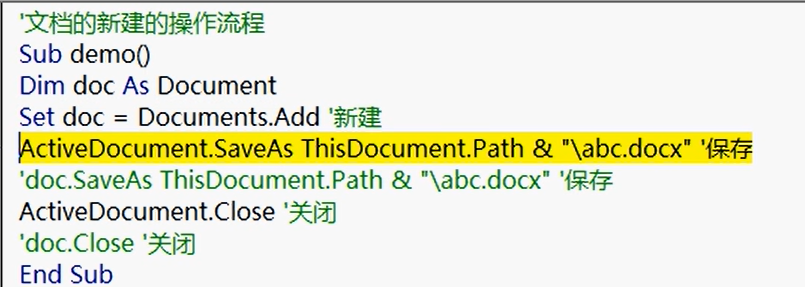 '文档的新建的操作流程
Sub demo()
Dim doc As Document
Set doc = Documents.Add '新建
ActiveDocument.SaveAs ThisDocument.Path & "\abc.docx" '保存
'doc.SaveAs ThisDocument.Path & "\abc.docx" '保存
ActiveDocument.Close '关闭
'doc.Close '关闭
End Sub